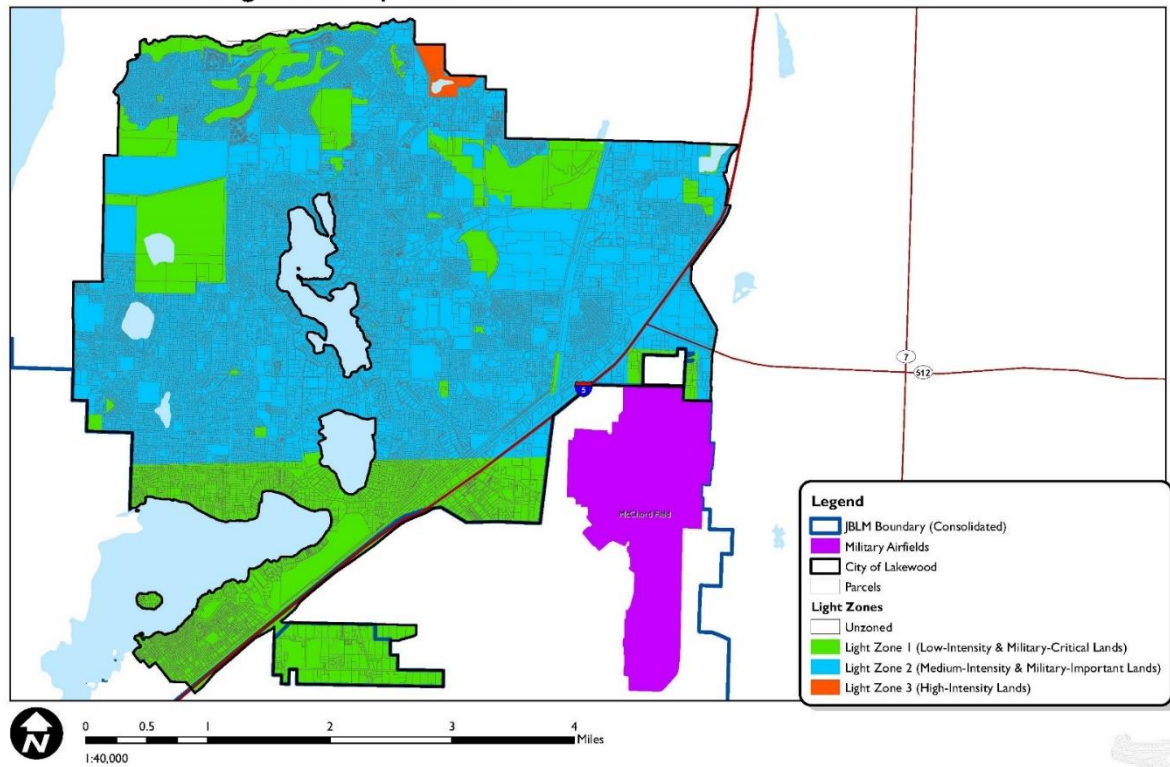 7
512
5
McChord Field
Legend
JBLM Boundary (Consolidated)
Military Airfields
City of Lakewood
Parcels
Light Zones
Unzoned
Light Zone 1 (Low-Intensity & Military-Critical Lands)
Light Zone 2 (Medium-Intensity & Military-Important Lands)
Light Zone 3 (High-Intensity Lands)
N
0 0.5 1 2 3 4
Miles
1:40,000